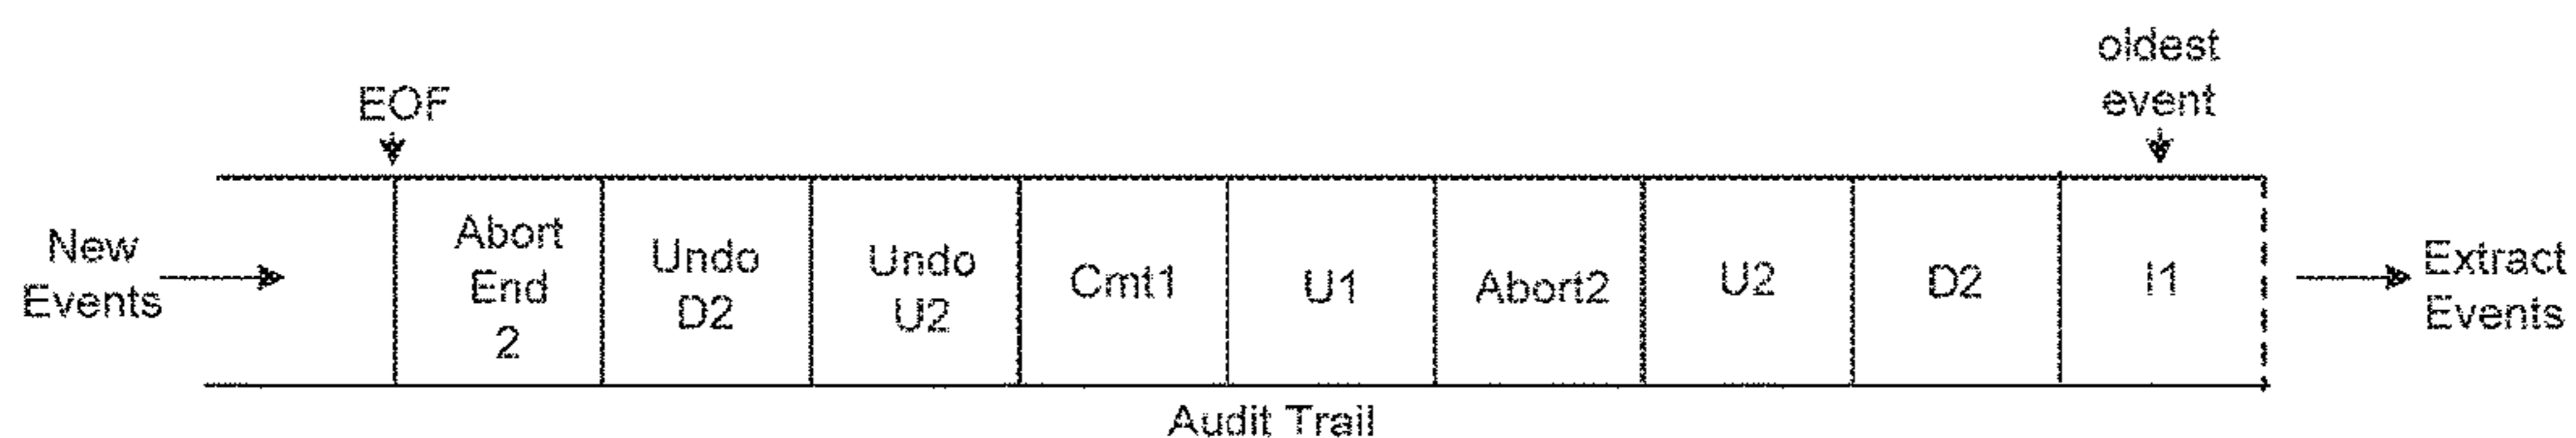 oldest
event
EOF
New
Events
Abort
End
2
Undo
D2
Undo
U2
Cmt1
U1
Abort2
U2
D2
I1
Extract
Events
Audit Trail